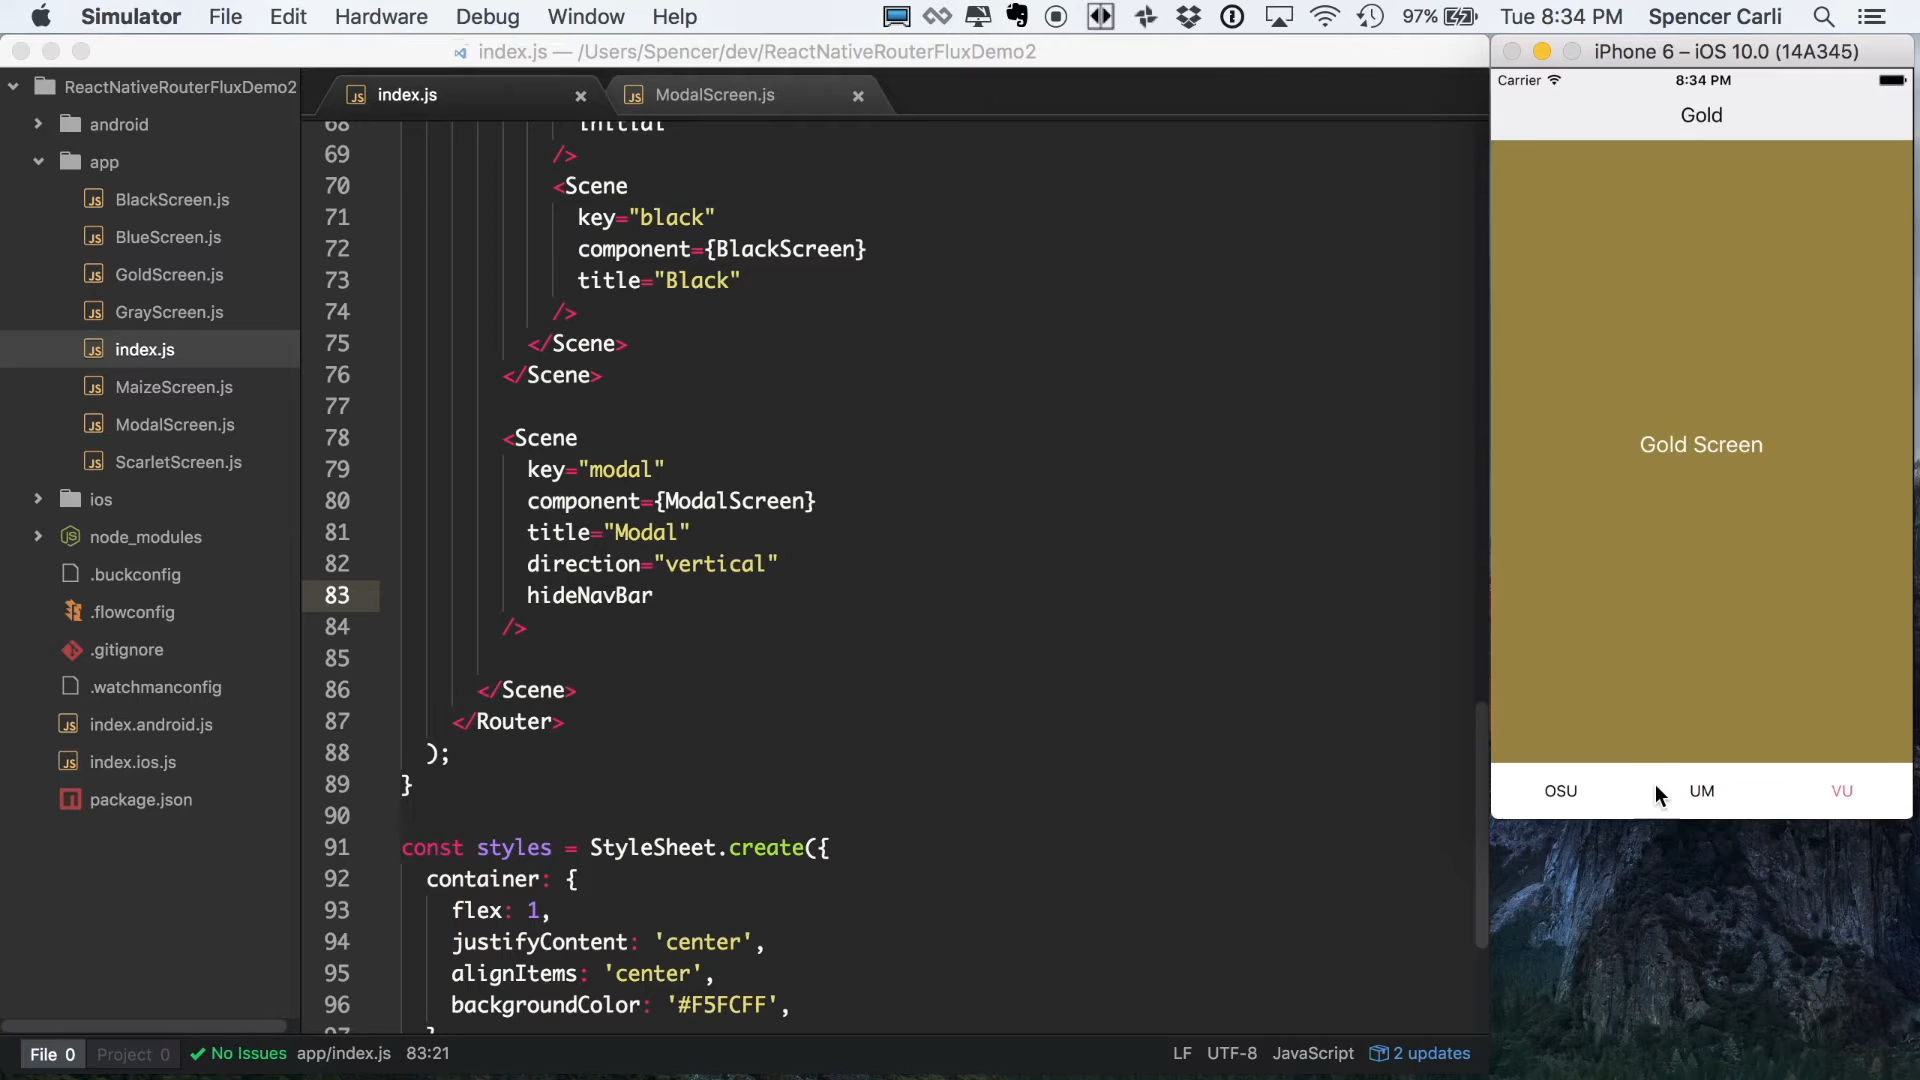 Simulator File Edit Hardware Debug Window Help 97% Tue 8:34 PM Spencer Carli
index.js — /Users/Spencer/dev/ReactNativeRouterFluxDemo2
iPhone 6 – iOS 10.0 (14A345)
ReactNativeRouterFluxDemo2
android
app
BlackScreen.js
BlueScreen.js
GoldScreen.js
GrayScreen.js
index.js
MaizeScreen.js
ModalScreen.js
ScarletScreen.js
ios
node_modules
.buckconfig
.flowconfig
.gitignore
.watchmanconfig
index.android.js
index.ios.js
package.json
index.js ModalScreen.js
68 initial
69 />
70 <Scene
71 key="black"
72 component={BlackScreen}
73 title="Black"
74 />
75 </Scene>
76 </Scene>
77
78 <Scene
79 key="modal"
80 component={ModalScreen}
81 title="Modal"
82 direction="vertical"
83 hideNavBar
84 />
85
86 </Scene>
87 </Router>
88 );
89 }
90
91 const styles = StyleSheet.create({
92 container: {
93 flex: 1,
94 justifyContent: 'center',
95 alignItems: 'center',
96 backgroundColor: '#F5FCFF',
97 }
Carrier 8:34 PM
Gold
Gold Screen
OSU UM VU
File 0 Project 0 No Issues app/index.js 83:21 LF UTF-8 JavaScript 2 updates